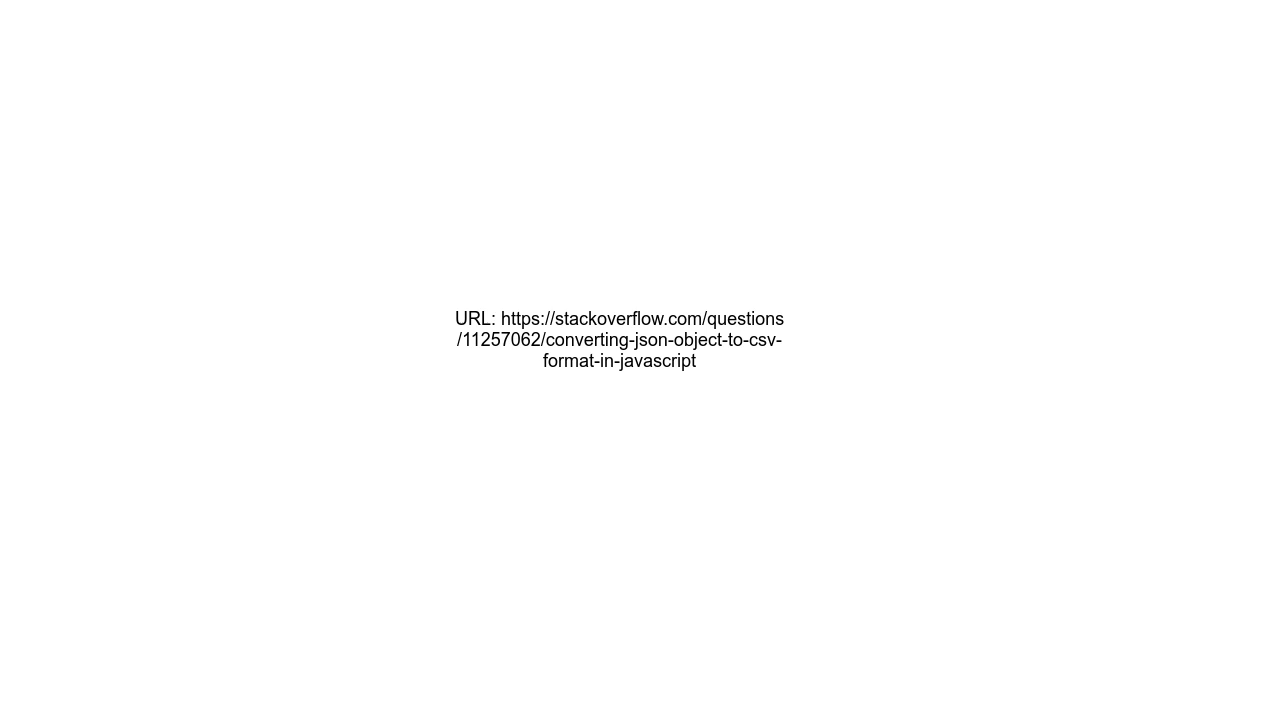 URL: https://stackoverflow.com/questions
/11257062/converting-json-object-to-csv-
format-in-javascript